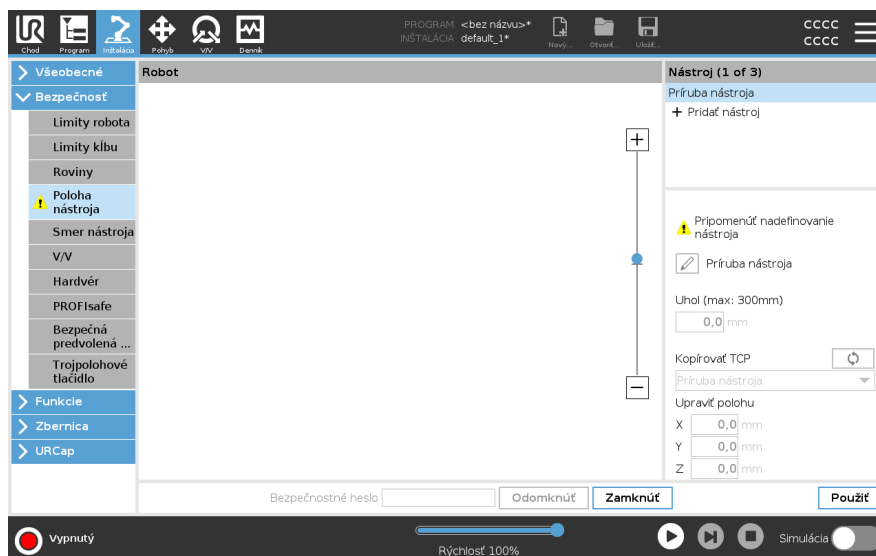 PROGRAM <bez názvu>*
INŠTALÁCIA default_1*
Chod
Program
Inštalácia
Pohyb
V/V
Denník
Nový...
Otvoriť...
Uložiť...
CCCC
CCCC
Všeobecné
Bezpečnosť
Limity robota
Limity kĺbu
Roviny
Poloha
nástroja
Smer nástroja
V/V
Hardvér
PROFIsafe
Bezpečná
predvolená ...
Trojpolohové
tlačidlo
Funkcie
Zbernica
URCap
Robot
Nástroj (1 of 3)
Príruba nástroja
+ Pridať nástroj
Pripomenúť nadefinovanie
nástroja
Príruba nástroja
Uhol (max: 300mm)
0,0 mm
Kopírovať TCP
Príruba nástroja
Upraviť polohu
X 0,0 mm
Y 0,0 mm
Z 0,0 mm
Bezpečnostné heslo
Odomknúť
Zamknúť
Použiť
Vypnutý
Rýchlosť 100%
Simulácia